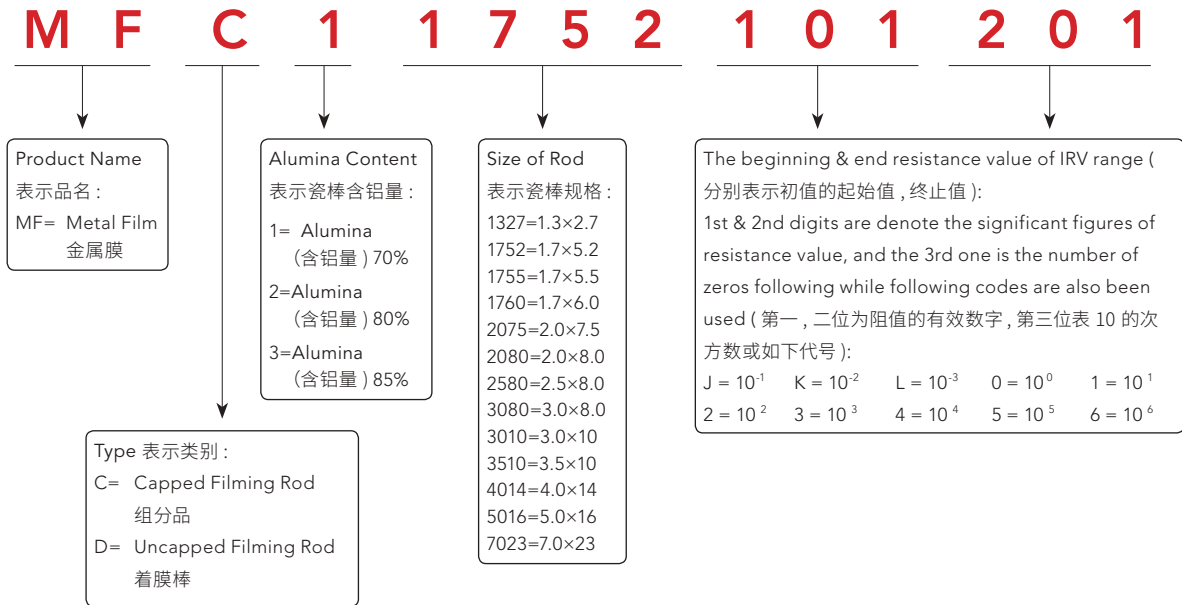 M F C 1 1 7 5 2 1 0 1 2 0 1
Product Name
表示品名 :
MF= Metal Film
金属膜
Type 表示类别 :
C= Capped Filming Rod
组分品
D= Uncapped Filming Rod
着膜棒
Alumina Content
表示瓷棒含铝量 :
1= Alumina
(含铝量 ) 70%
2=Alumina
(含铝量 ) 80%
3=Alumina
(含铝量 ) 85%
Size of Rod
表示瓷棒规格 :
1327=1.3×2.7
1752=1.7×5.2
1755=1.7×5.5
1760=1.7×6.0
2075=2.0×7.5
2080=2.0×8.0
2580=2.5×8.0
3080=3.0×8.0
3010=3.0×10
3510=3.5×10
4014=4.0×14
5016=5.0×16
7023=7.0×23
The beginning & end resistance value of IRV range (
分别表示初值的起始值 , 终止值 ):
1st & 2nd digits are denote the significant figures of
resistance value, and the 3rd one is the number of
zeros following while following codes are also been
used ( 第一 , 二位为阻值的有效数字 , 第三位表 10 的次
方数或如下代号 ):
J = 10⁻¹ K = 10⁻² L = 10⁻³ 0 = 10⁰ 1 = 10¹
2 = 10² 3 = 10³ 4 = 10⁴ 5 = 10⁵ 6 = 10⁶